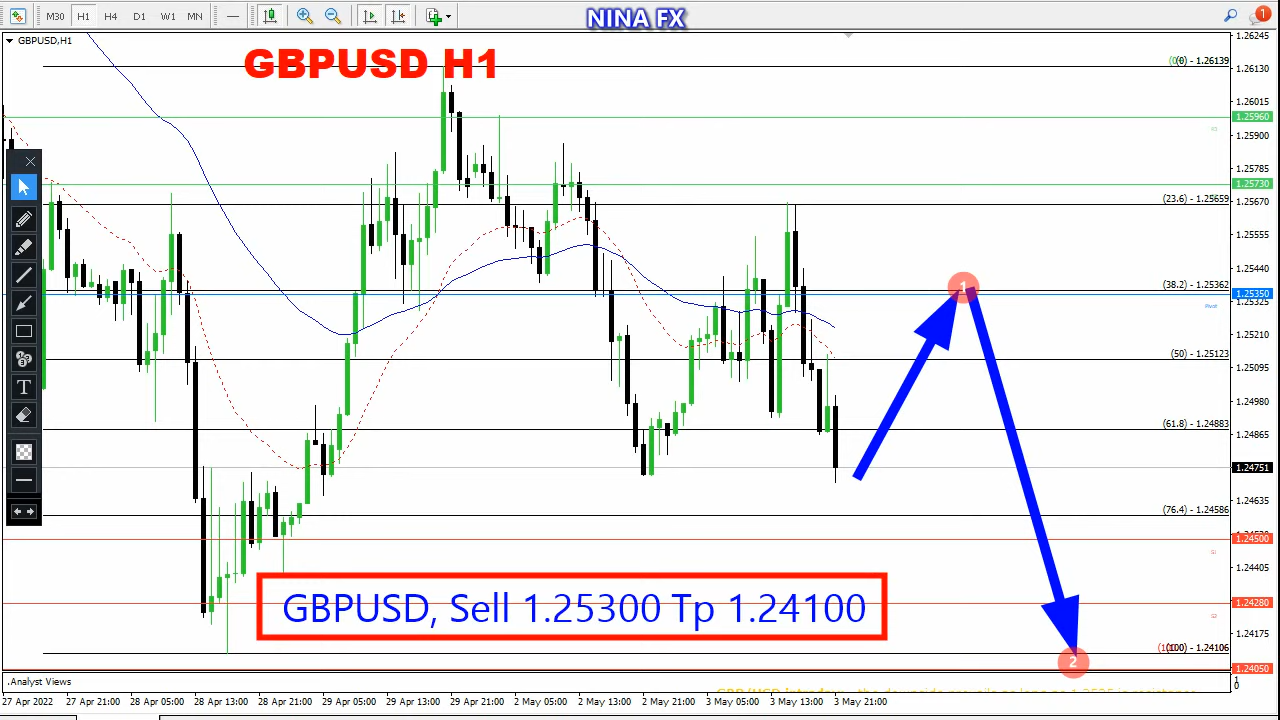 M30 H1 H4 D1 W1 MN
NINA FX
1
GBPUSD,H1
GBPUSD H1
(0) - 1.26139
(23.6) - 1.25659
(38.2) - 1.25362
(50) - 1.25123
(61.8) - 1.24883
(76.4) - 1.24586
(100) - 1.24106
1.26245
1.26130
1.26015
1.25960
1.25900
1.25785
1.25730
1.25670
1.25555
1.25440
1.25350
1.25325
1.25210
1.25095
1.24980
1.24865
1.24751
1.24635
1.24500
1.24405
1.24280
1.24175
1.24050
1
2
T
GBPUSD, Sell 1.25300 Tp 1.24100
.Analyst Views
1
0
27 Apr 2022 27 Apr 21:00 28 Apr 05:00 28 Apr 13:00 28 Apr 21:00 29 Apr 05:00 29 Apr 13:00 29 Apr 21:00 2 May 05:00 2 May 13:00 2 May 21:00 3 May 05:00 3 May 13:00 3 May 21:00